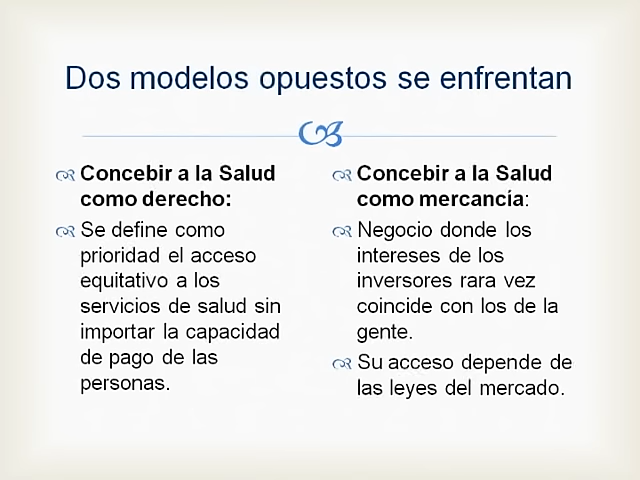 Dos modelos opuestos se enfrentan
Concebir a la Salud
como derecho:
Se define como
prioridad el acceso
equitativo a los
servicios de salud sin
importar la capacidad
de pago de las
personas.
Concebir a la Salud
como mercancía:
Negocio donde los
intereses de los
inversores rara vez
coincide con los de la
gente.
Su acceso depende de
las leyes del mercado.